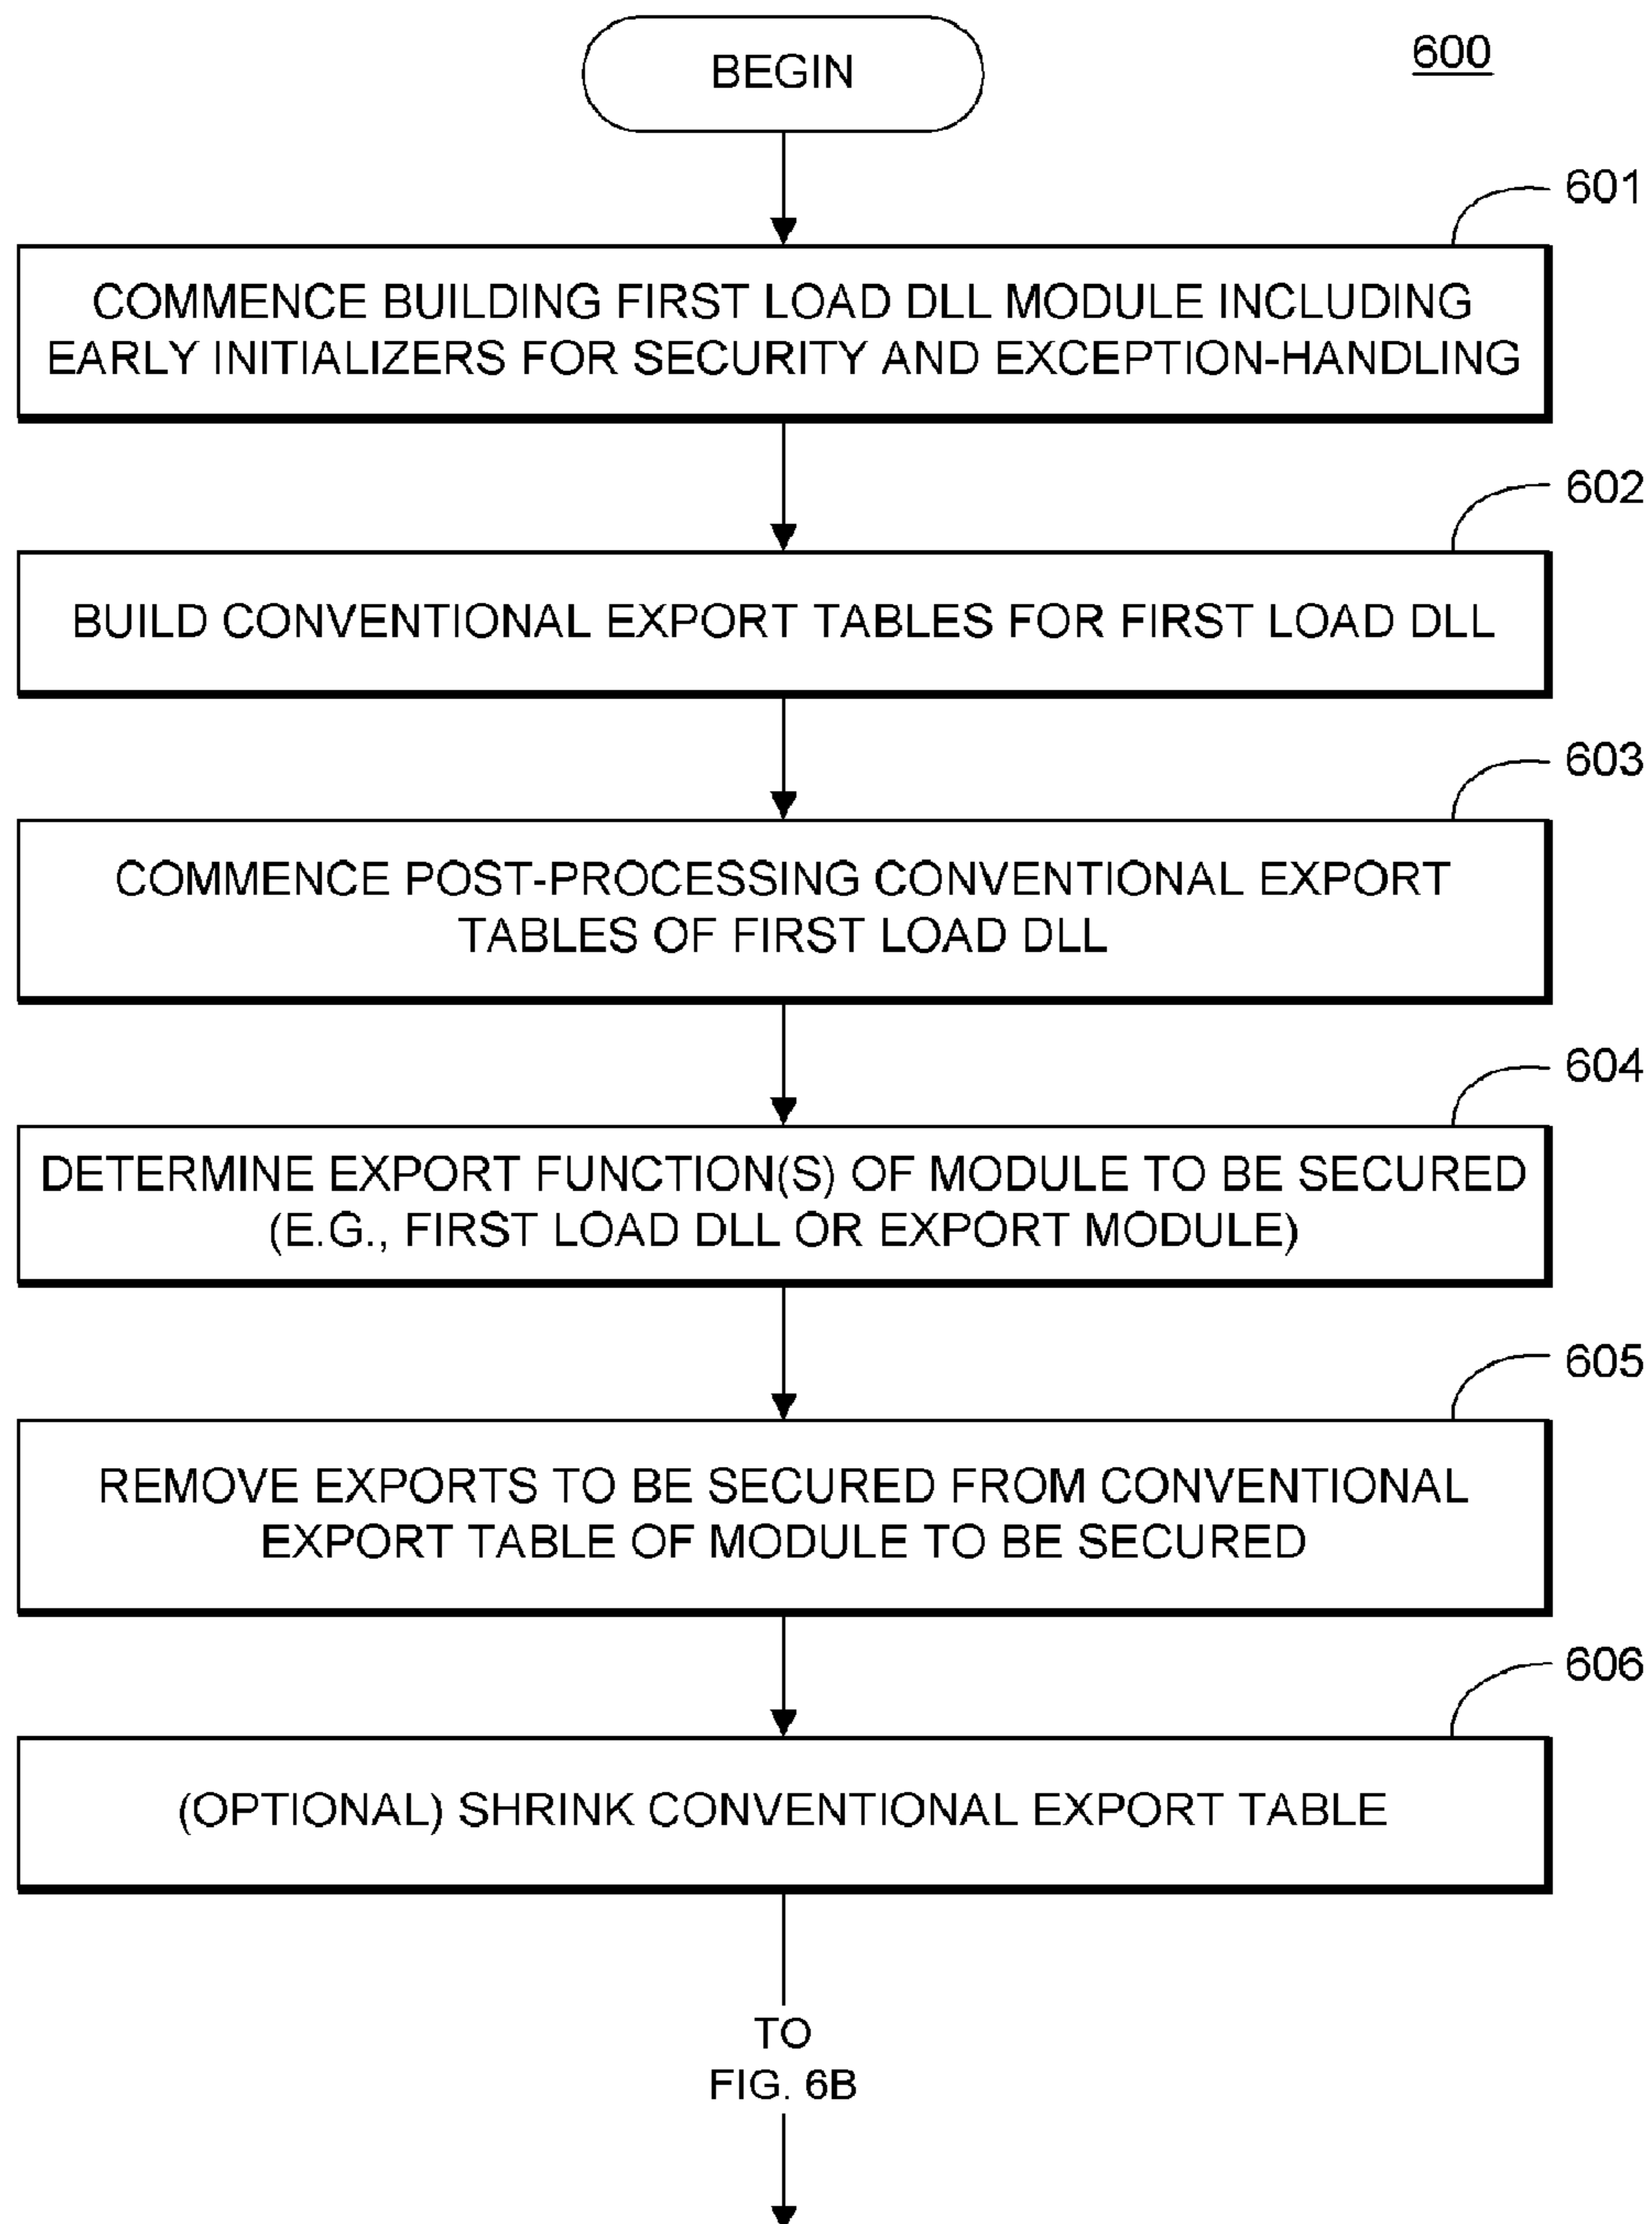 BEGIN
600
601
COMMENCE BUILDING FIRST LOAD DLL MODULE INCLUDING
EARLY INITIALIZERS FOR SECURITY AND EXCEPTION-HANDLING
602
BUILD CONVENTIONAL EXPORT TABLES FOR FIRST LOAD DLL
603
COMMENCE POST-PROCESSING CONVENTIONAL EXPORT
TABLES OF FIRST LOAD DLL
604
DETERMINE EXPORT FUNCTION(S) OF MODULE TO BE SECURED
(E.G., FIRST LOAD DLL OR EXPORT MODULE)
605
REMOVE EXPORTS TO BE SECURED FROM CONVENTIONAL
EXPORT TABLE OF MODULE TO BE SECURED
606
(OPTIONAL) SHRINK CONVENTIONAL EXPORT TABLE
TO
FIG. 6B